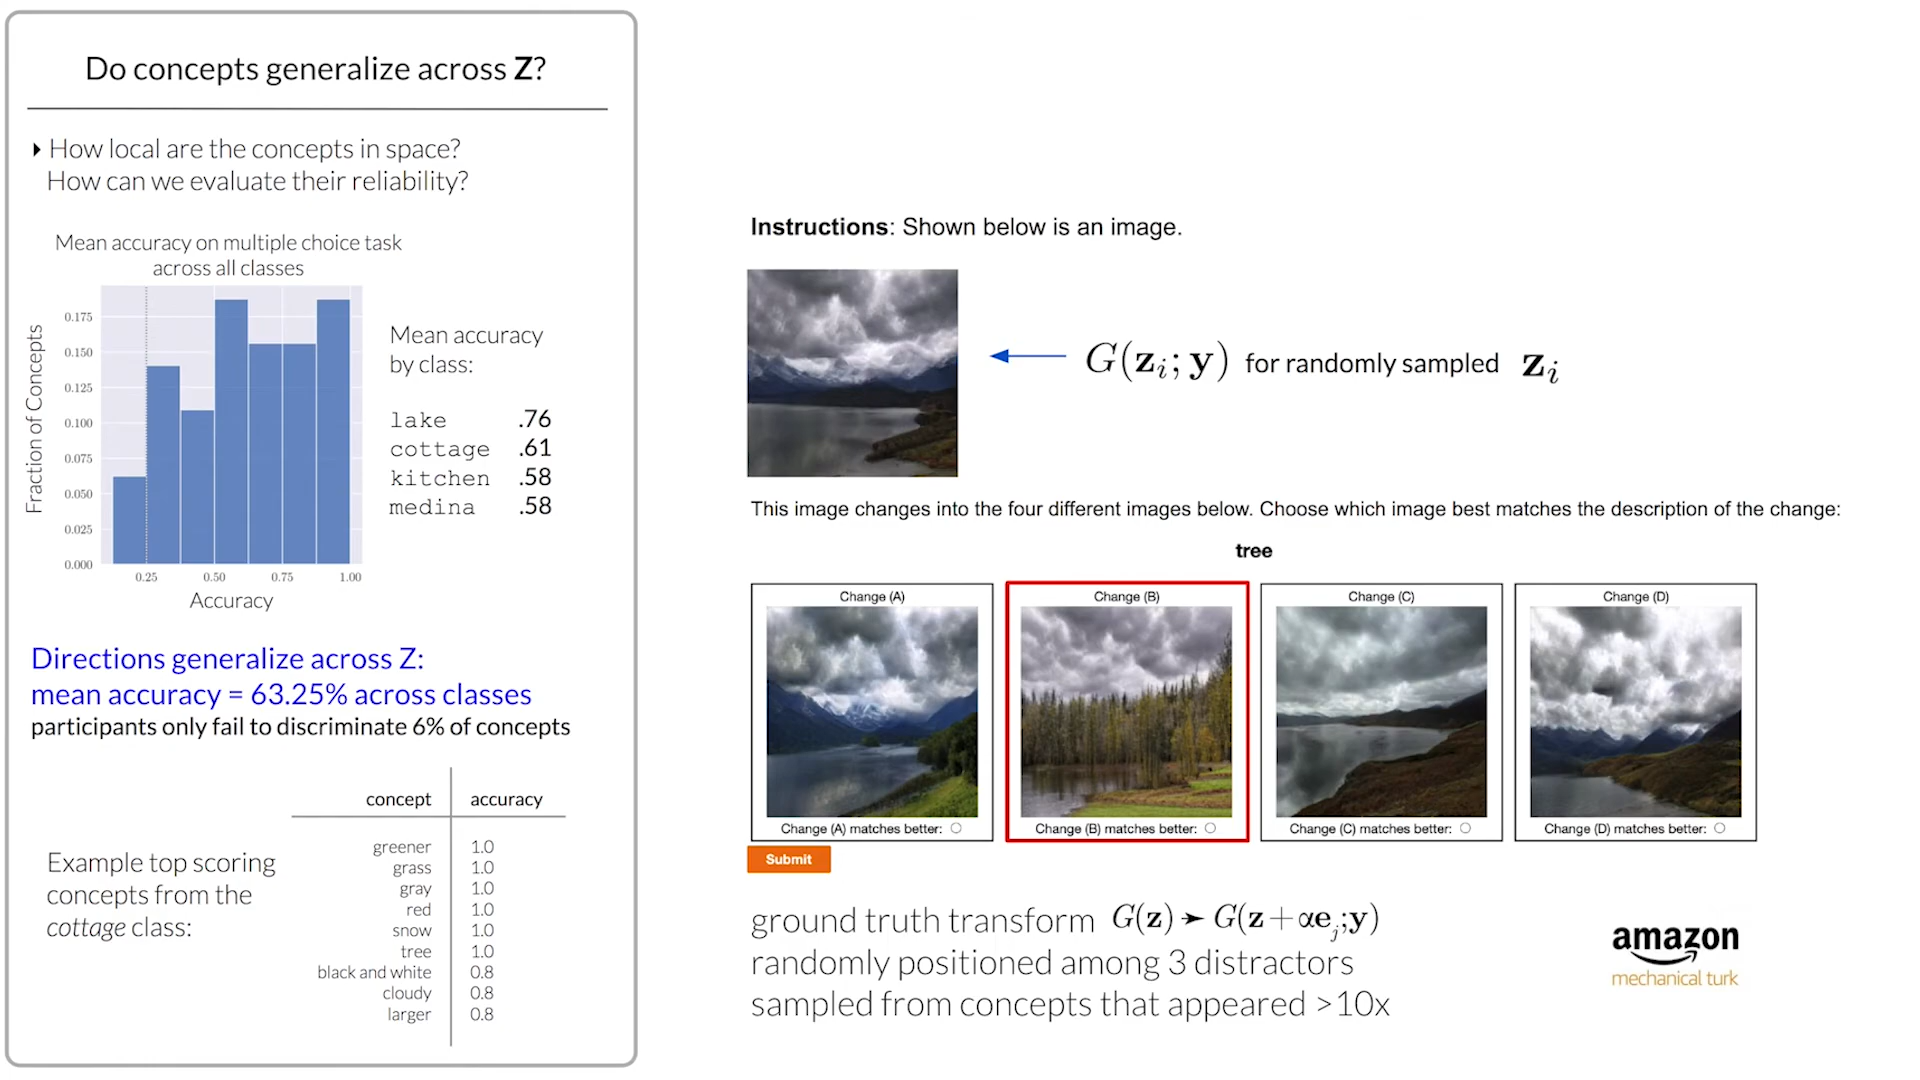 Do concepts generalize across Z?
How local are the concepts in space?
How can we evaluate their reliability?
Mean accuracy on multiple choice task
across all classes
Fraction of Concepts
0.175
0.150
0.125
0.100
0.075
0.050
0.025
0.000
0.25 0.50 0.75 1.00
Accuracy
Mean accuracy
by class:
lake .76
cottage .61
kitchen .58
medina .58
Directions generalize across Z:
mean accuracy = 63.25% across classes
participants only fail to discriminate 6% of concepts
Example top scoring
concepts from the
cottage class:
concept accuracy
greener 1.0
grass 1.0
gray 1.0
red 1.0
snow 1.0
tree 1.0
black and white 0.8
cloudy 0.8
larger 0.8
Instructions: Shown below is an image.
G(z_i; y) for randomly sampled z_i
This image changes into the four different images below. Choose which image best matches the description of the change:
tree
Change (A) Change (B) Change (C) Change (D)
Change (A) matches better: Change (B) matches better: Change (C) matches better: Change (D) matches better:
Submit
ground truth transform G(z) ➛ G(z+αe_j;y)
randomly positioned among 3 distractors
sampled from concepts that appeared >10x
amazon
mechanical turk